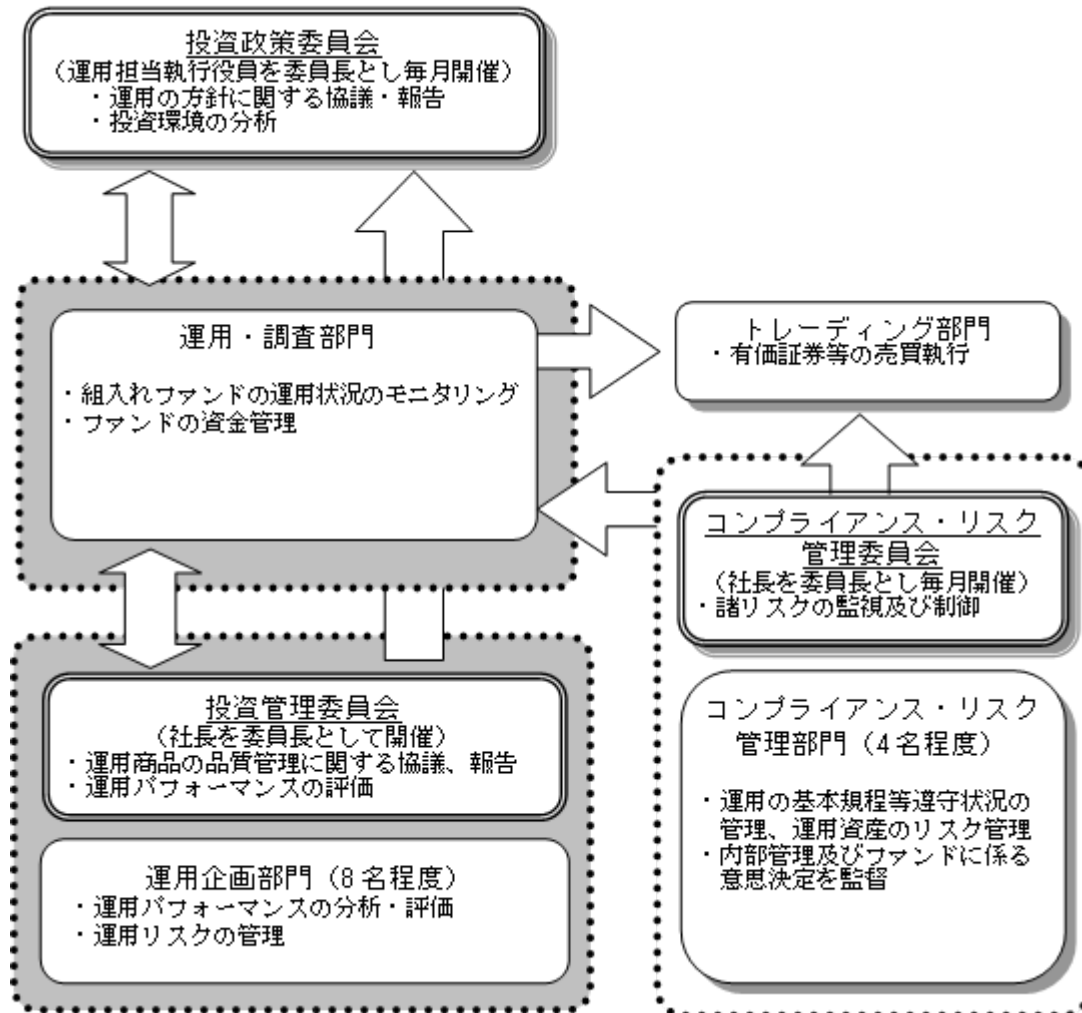 投資政策委員会
（運用担当執行役員を委員長とし毎月開催）
・運用の方針に関する協議・報告
・投資環境の分析
運用・調査部門
・組入れファンドの運用状況のモニタリング
・ファンドの資金管理
トレーディング部門
・有価証券等の売買執行
コンプライアンス・リスク
管理委員会
（社長を委員長とし毎月開催）
・諸リスクの監視及び制御
投資管理委員会
（社長を委員長として開催）
・運用商品の品質管理に関する協議、報告
・運用パフォーマンスの評価
運用企画部門（8名程度）
・運用パフォーマンスの分析・評価
・運用リスクの管理
コンプライアンス・リスク
管理部門（4名程度）
・運用の基本規程等遵守状況の
管理、運用資産のリスク管理
・内部管理及びファンドに係る
意思決定を監督